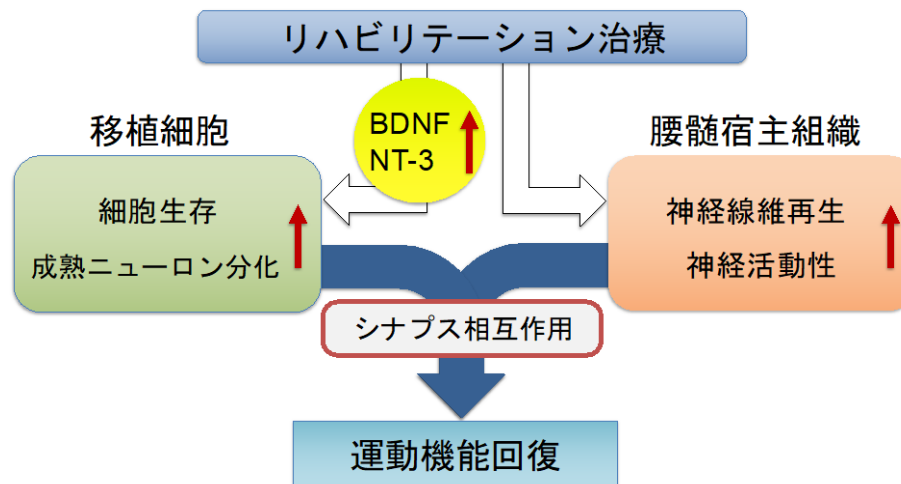 リハビリテーション治療
BDNF
NT-3
移植細胞
腰髄宿主組織
細胞生存
成熟ニューロン分化
神経線維再生
神経活動性
シナプス相互作用
運動機能回復